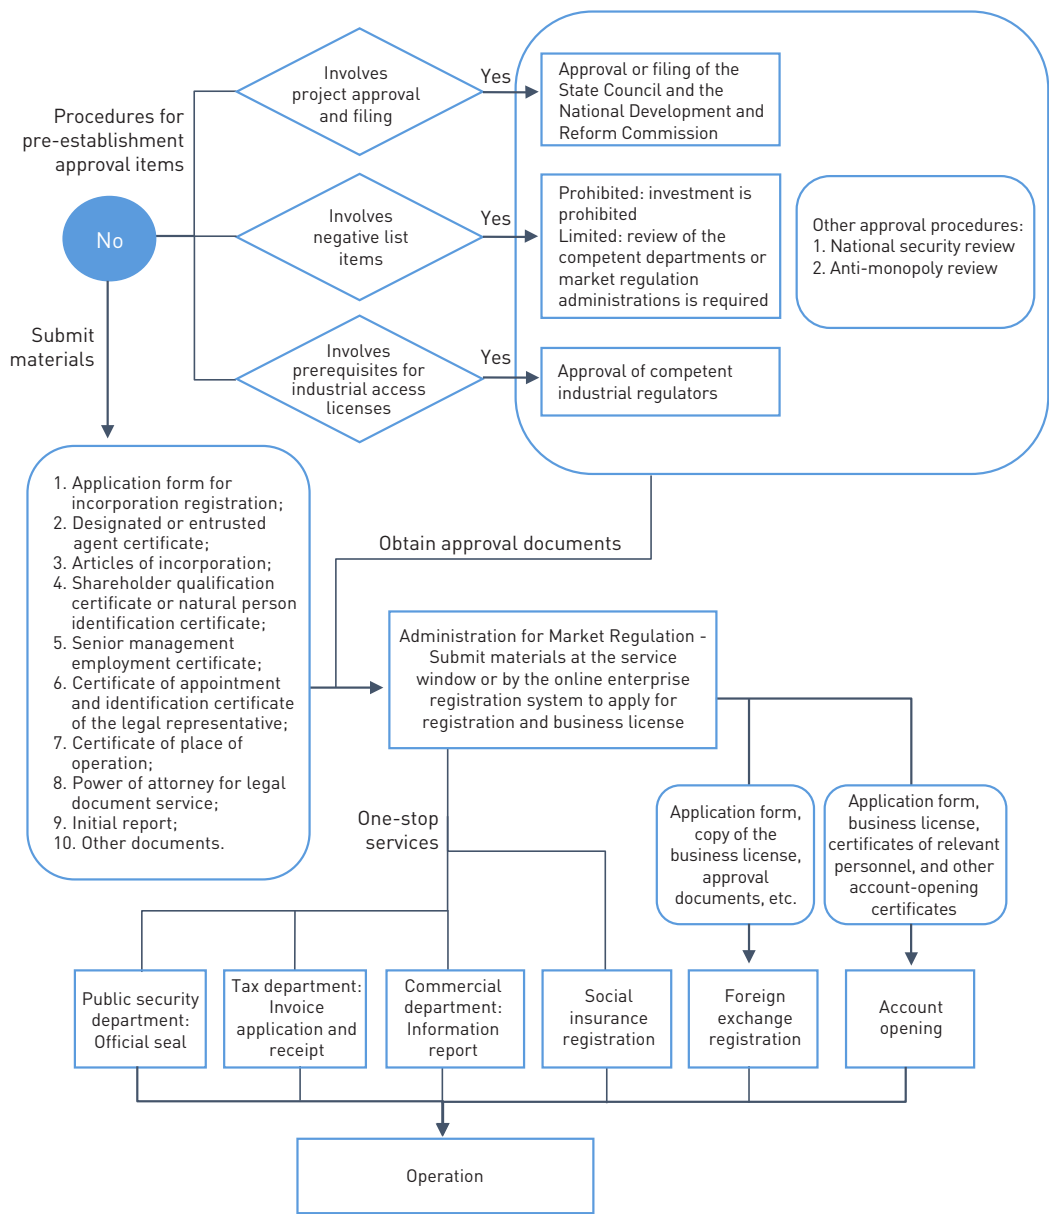 Procedures for
pre-establishment
approval items
No
Submit
materials
Involves
project approval
and filing
Yes
Approval or filing of the
State Council and the
National Development and
Reform Commission
Involves
negative list
items
Yes
Prohibited: investment is
prohibited
Limited: review of the
competent departments or
market regulation
administrations is required
Other approval procedures:
1. National security review
2. Anti-monopoly review
Involves
prerequisites for
industrial access
licenses
Yes
Approval of competent
industrial regulators
1. Application form for
incorporation registration;
2. Designated or entrusted
agent certificate;
3. Articles of incorporation;
4. Shareholder qualification
certificate or natural person
identification certificate;
5. Senior management
employment certificate;
6. Certificate of appointment
and identification certificate
of the legal representative;
7. Certificate of place of
operation;
8. Power of attorney for legal
document service;
9. Initial report;
10. Other documents.
Obtain approval documents
Administration for Market Regulation -
Submit materials at the service
window or by the online enterprise
registration system to apply for
registration and business license
One-stop
services
Application form,
copy of the
business license,
approval
documents, etc.
Application form,
business license,
certificates of relevant
personnel, and other
account-opening
certificates
Public security
department:
Official seal
Tax department:
Invoice
application and
receipt
Commercial
department:
Information
report
Social
insurance
registration
Foreign
exchange
registration
Account
opening
Operation